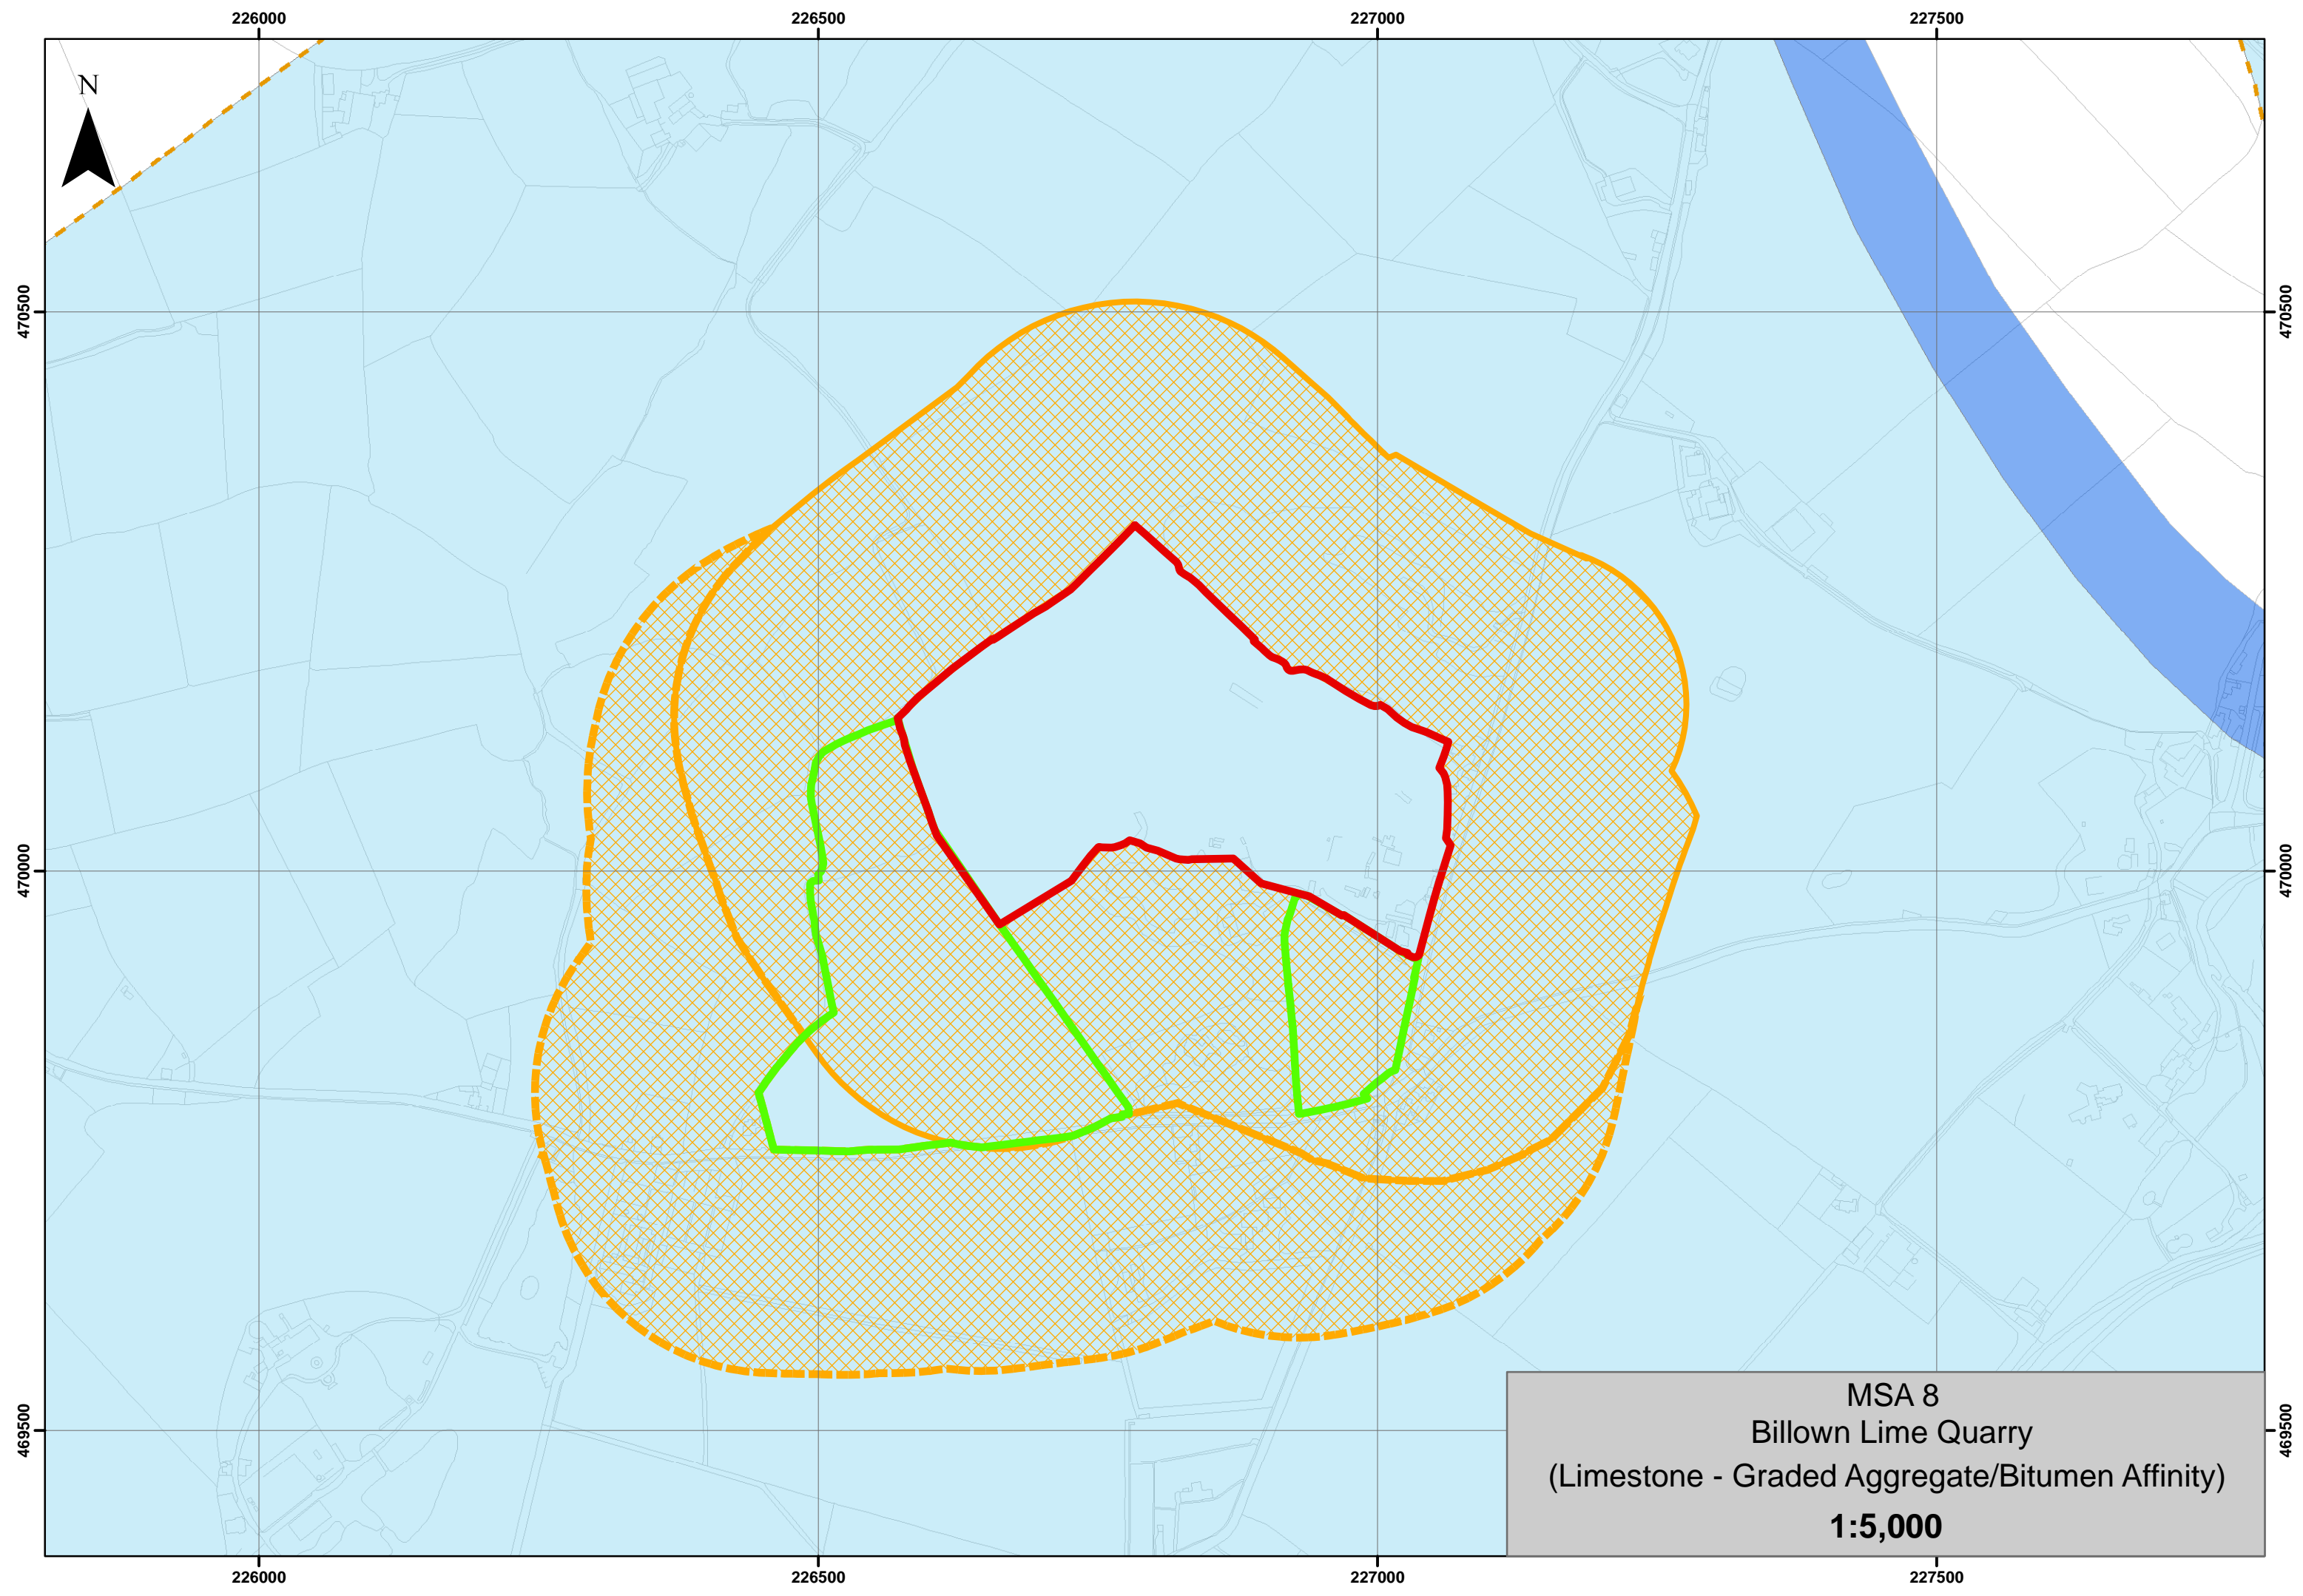 226000 226500 227000 227500
N
470500 470500
470000 470000
469500 469500
MSA 8
Billown Lime Quarry
(Limestone - Graded Aggregate/Bitumen Affinity)
1:5,000
226000 226500 227000 227500